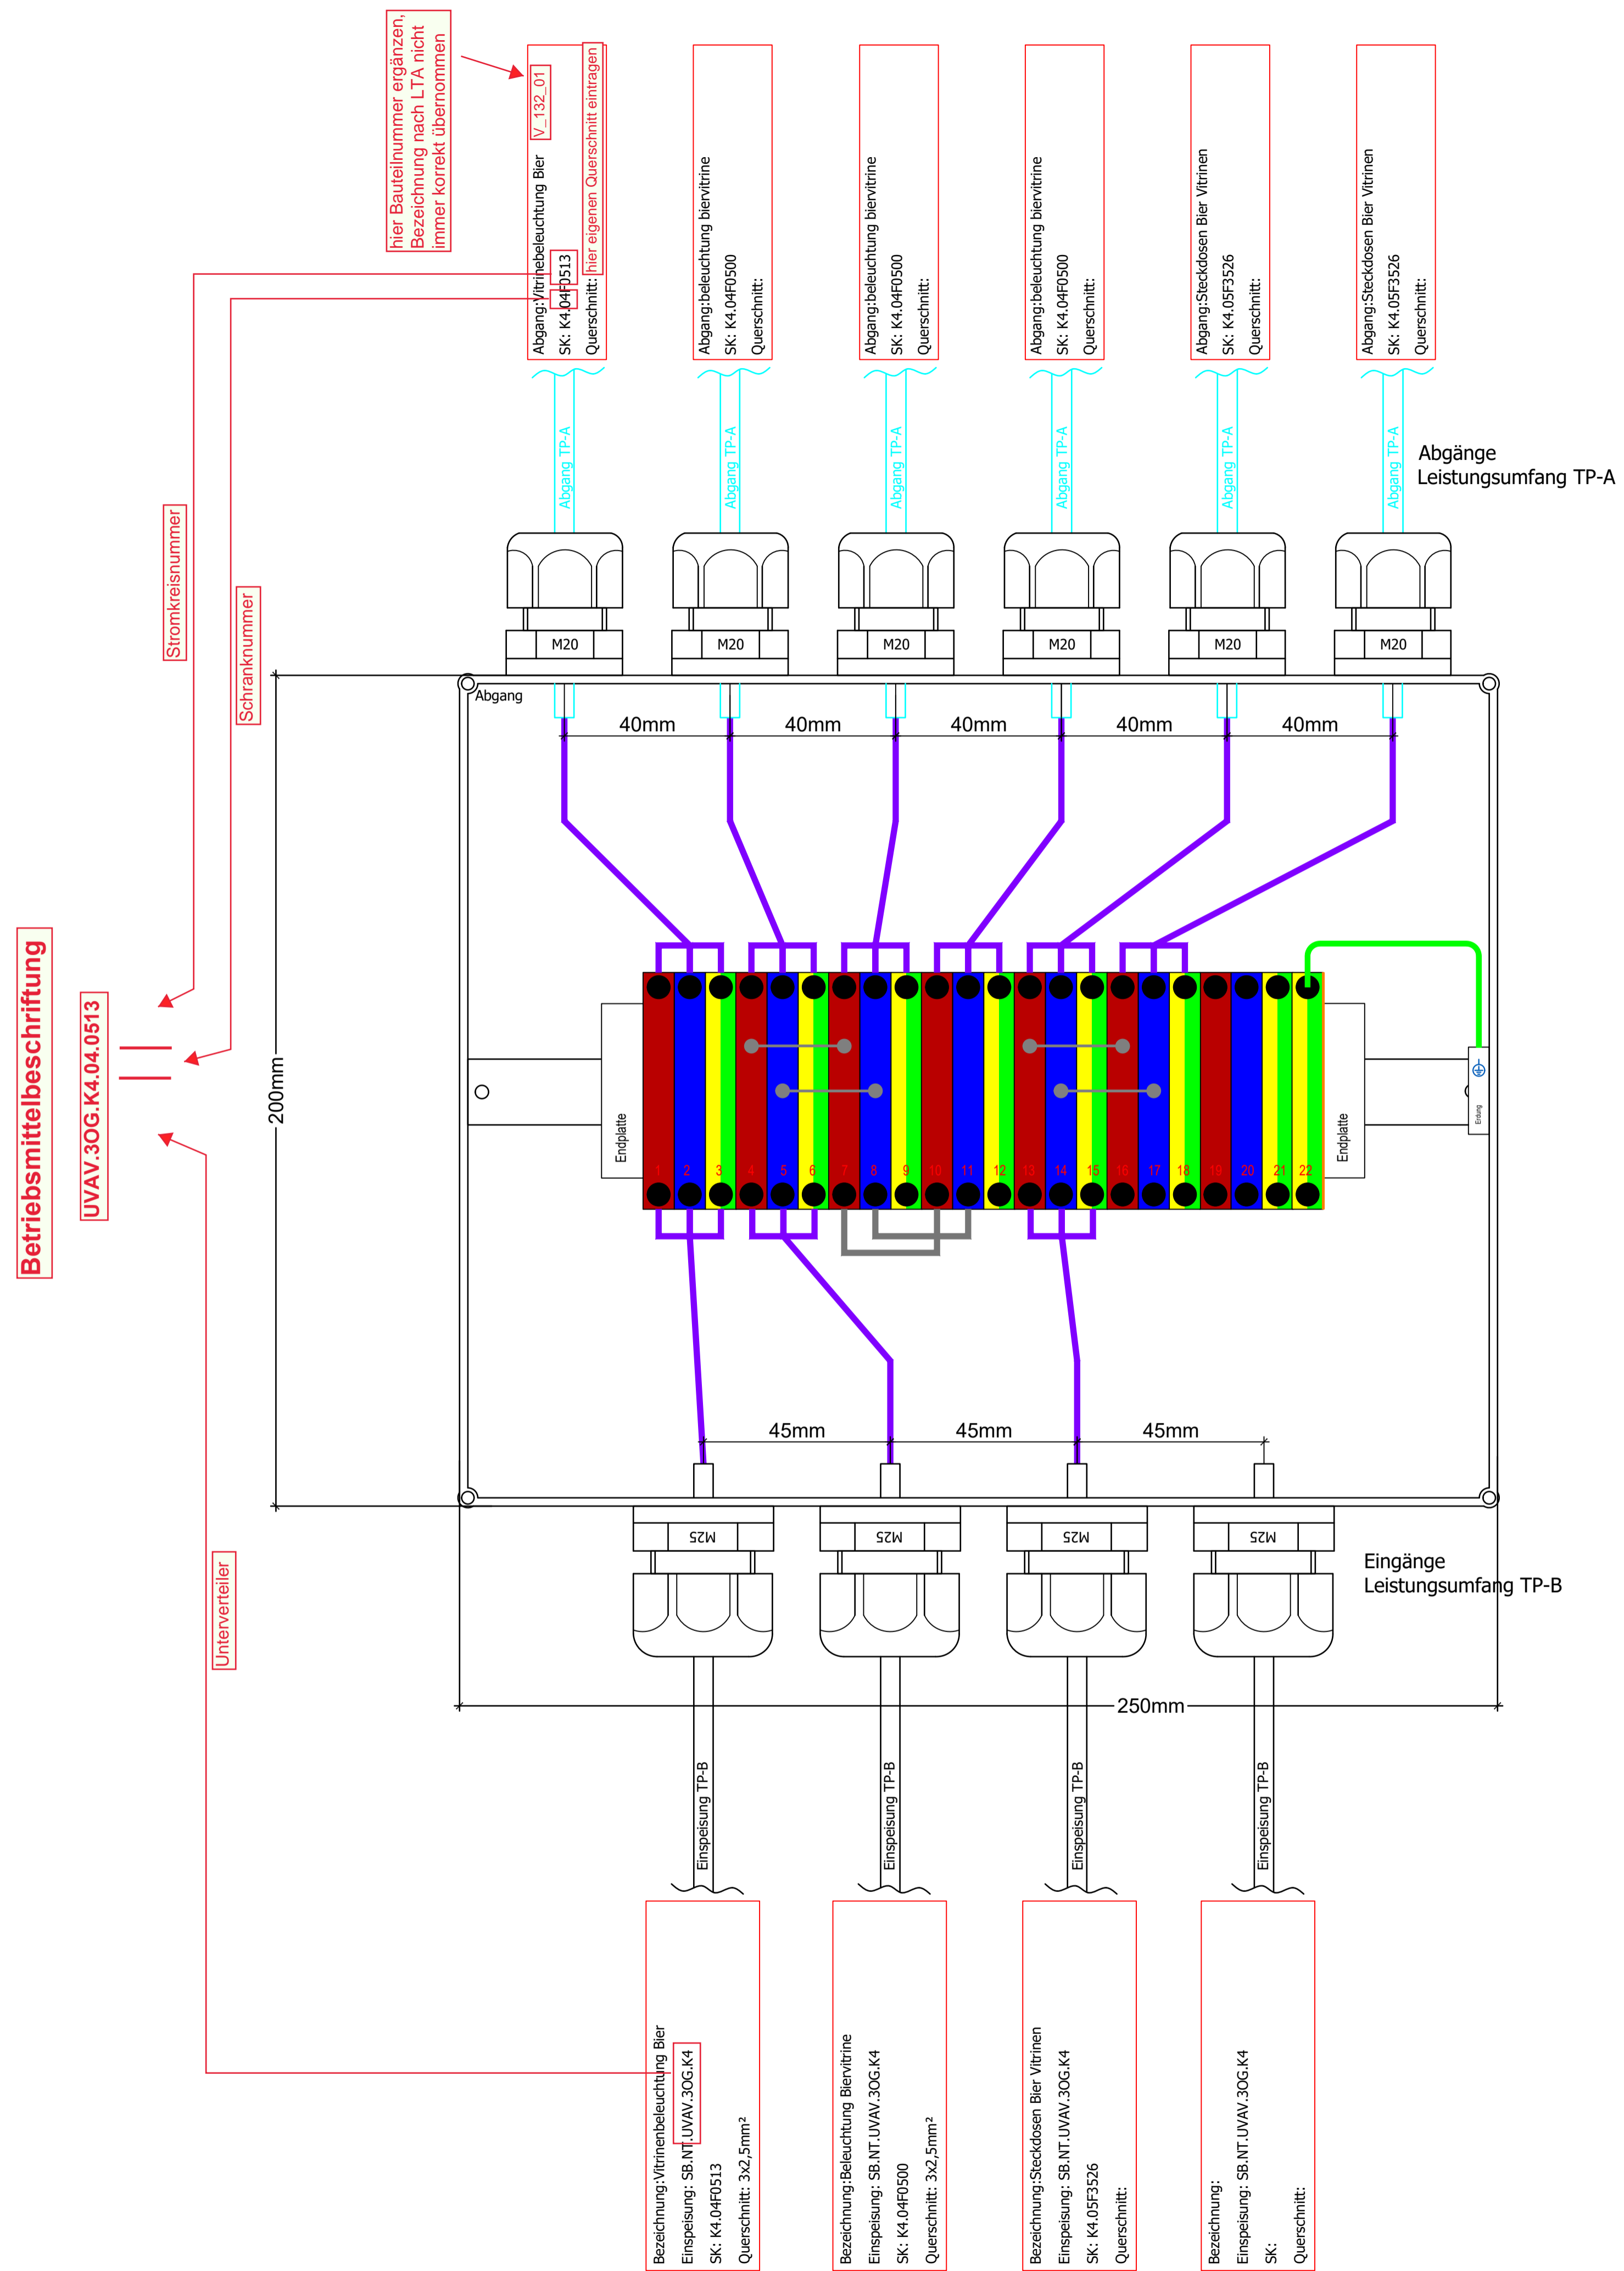 hier Bauteilnummer ergänzen,
Bezeichnung nach LTA nicht
immer korrekt übernommen
Abgang:Vitrinebeleuchtung Bier V_132_01
SK: K4.04F0513
Querschnitt: hier eigenen Querschnitt eintragen
Abgang:beleuchtung biervitrine
SK: K4.04F0500
Querschnitt:
Abgang:beleuchtung biervitrine
SK: K4.04F0500
Querschnitt:
Abgang:beleuchtung biervitrine
SK: K4.04F0500
Querschnitt:
Abgang:Steckdosen Bier Vitrinen
SK: K4.05F3526
Querschnitt:
Abgang:Steckdosen Bier Vitrinen
SK: K4.05F3526
Querschnitt:
Abgang TP-A
Abgang TP-A
Abgang TP-A
Abgang TP-A
Abgang TP-A
Abgang TP-A
Abgänge
Leistungsumfang TP-A
Stromkreisnummer
Schranknummer
M20
M20
M20
M20
M20
M20
Abgang
40mm
40mm
40mm
40mm
40mm
Betriebsmittelbeschriftung
UVAV.3OG.K4.04.0513
200mm
Endplatte
1 2 3 4 5 6 7 8 9 10 11 12 13 14 15 16 17 18 19 20 21 22
Endplatte
Erdung
45mm
45mm
45mm
M25
M25
M25
M25
Eingänge
Leistungsumfang TP-B
Unterverteiler
250mm
Einspeisung TP-B
Einspeisung TP-B
Einspeisung TP-B
Einspeisung TP-B
Bezeichnung:Vitrinenbeleuchtung Bier
Einspeisung: SB.NT.UVAV.3OG.K4
SK: K4.04F0513
Querschnitt: 3x2,5mm²
Bezeichnung:Beleuchtung Biervitrine
Einspeisung: SB.NT.UVAV.3OG.K4
SK: K4.04F0500
Querschnitt: 3x2,5mm²
Bezeichnung:Steckdosen Bier Vitrinen
Einspeisung: SB.NT.UVAV.3OG.K4
SK: K4.05F3526
Querschnitt:
Bezeichnung:
Einspeisung: SB.NT.UVAV.3OG.K4
SK:
Querschnitt: